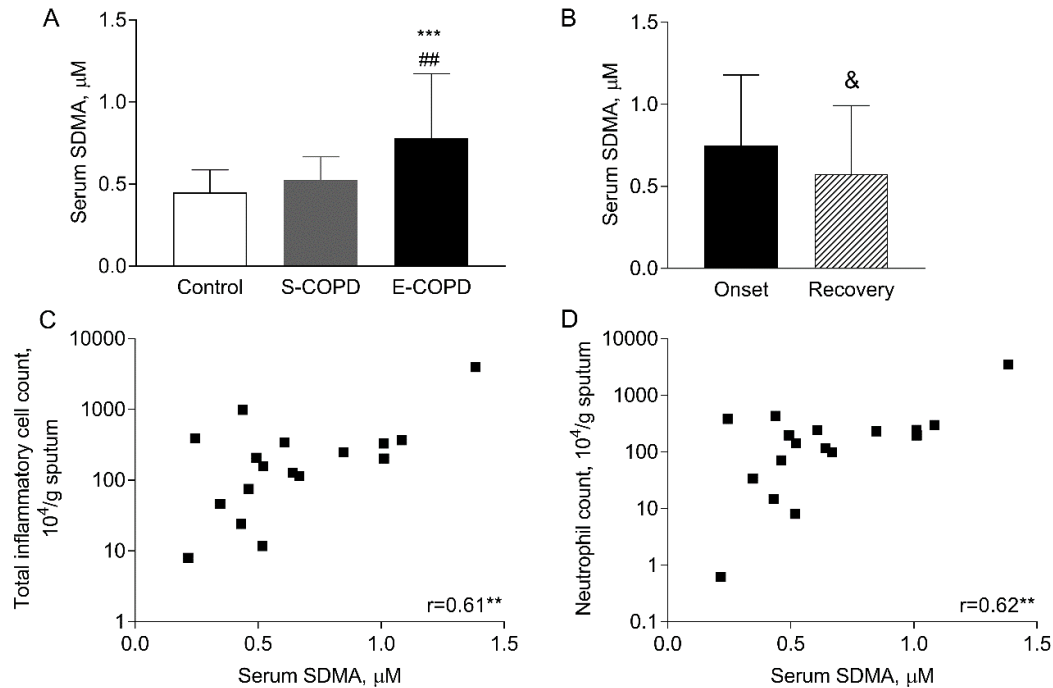 A
Serum SDMA, µM
1.5
1.0
0.5
0.0
***
##
Control
S-COPD
E-COPD
B
Serum SDMA, µM
1.5
1.0
0.5
0.0
&
Onset
Recovery
C
Total inflammatory cell count,
10⁴/g sputum
10000
1000
100
10
1
r=0.61**
0.0
0.5
1.0
1.5
Serum SDMA, µM
D
Neutrophil count, 10⁴/g sputum
10000
1000
100
10
1
0.1
r=0.62**
0.0
0.5
1.0
1.5
Serum SDMA, µM